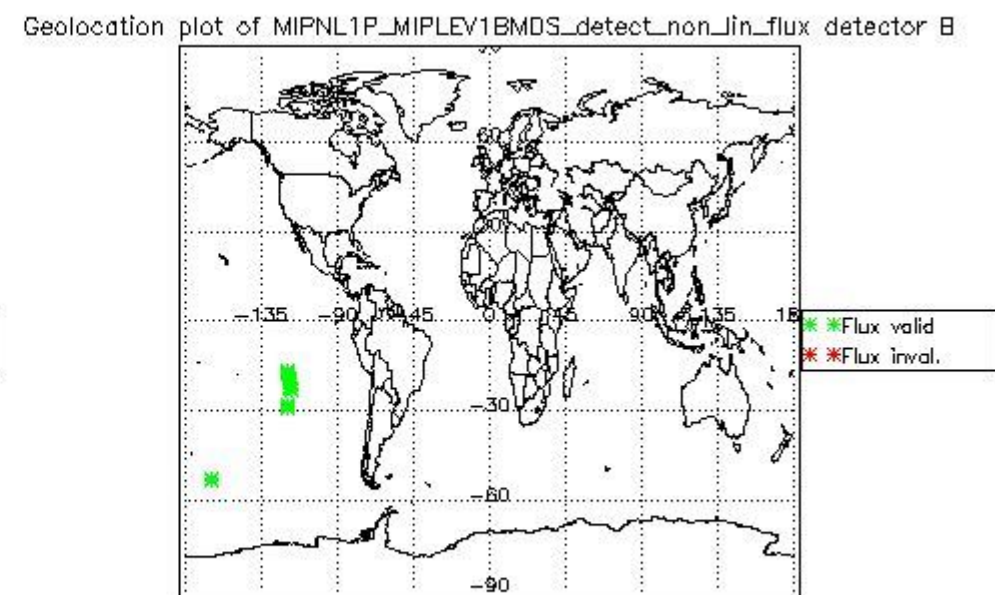 Geolocation plot of MIPNL1P_MIPLEV1BMDS_detect_non_lin_flux detector B
60
-135 -90 -45 0 45 90 135 180
Flux valid
Flux inval.
-30
-60
-90